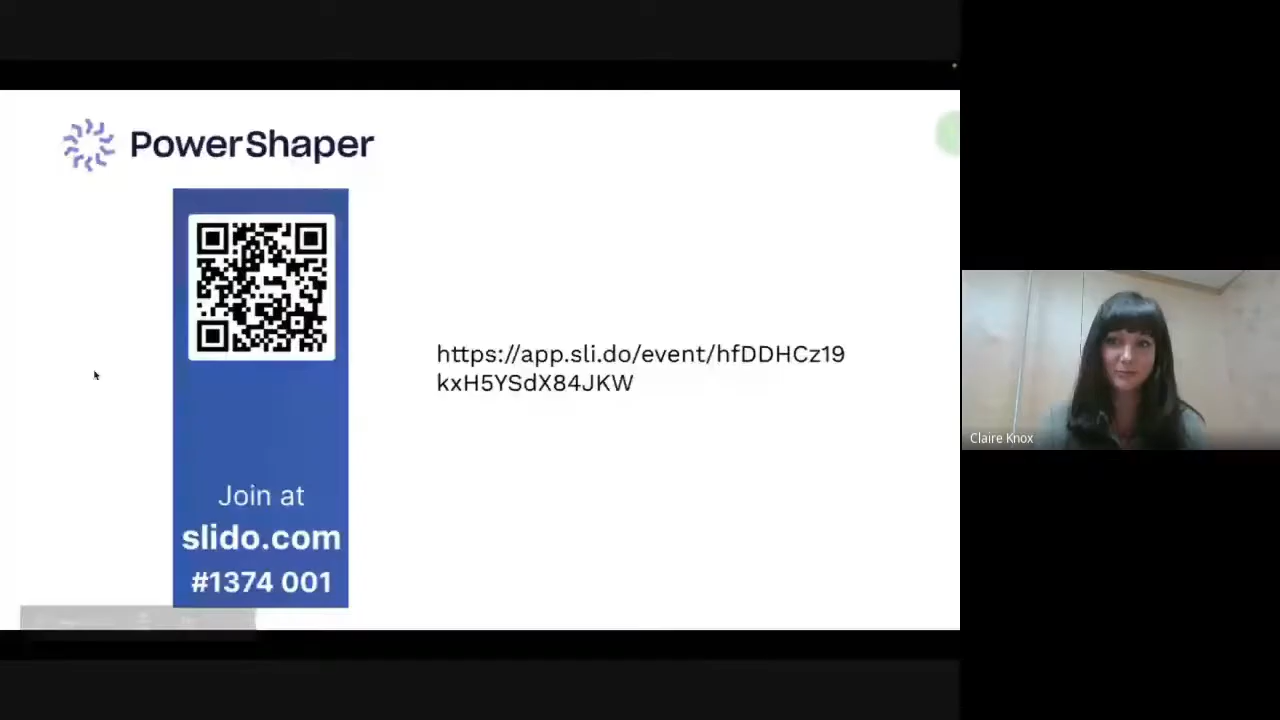 PowerShaper
https://app.sli.do/event/hfDDHCz19
kxH5YSdX84JKW
Join at
slido.com
#1374 001
Claire Knox